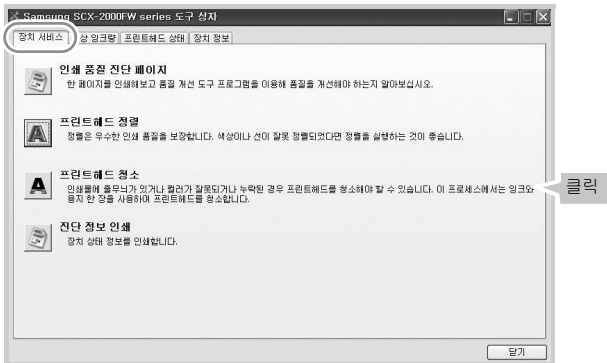 Samsung SCX-2000FW series 도구 상자
장치 서비스 상 잉크량 프린트헤드 상태 장치 정보
인쇄 품질 진단 페이지
한 페이지를 인쇄해보고 품질 개선 도구 프로그램을 이용해 품질을 개선해야 하는지 알아보십시오.
프린트헤드 정렬
정렬은 우수한 인쇄 품질을 보장합니다. 색상이나 선이 잘못 정렬되었다면 정렬을 실행하는 것이 좋습니다.
프린트헤드 청소
인쇄물에 줄무늬가 있거나 컬러가 잘못되거나 누락된 경우 프린트헤드를 청소해야 할 수 있습니다. 이 프로세스에서는 잉크와
용지 한 장을 사용하여 프린트헤드를 청소합니다.
클릭
진단 정보 인쇄
장치 상태 정보를 인쇄합니다.
닫기